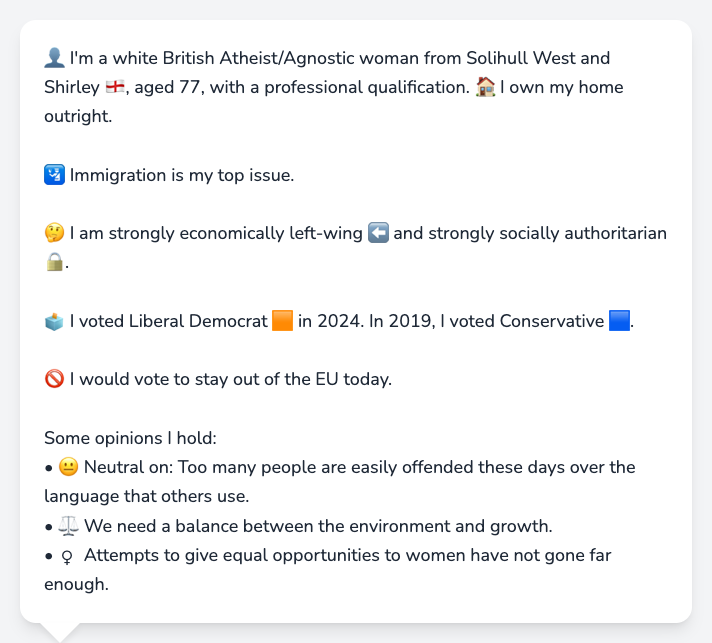 👤 I'm a white British Atheist/Agnostic woman from Solihull West and
Shirley 🏴󠁧󠁢󠁥󠁮󠁧󠁿, aged 77, with a professional qualification. 🏠 I own my home
outright.
🛂 Immigration is my top issue.
🤔 I am strongly economically left-wing ⬅️ and strongly socially authoritarian
🔒.
🗳️ I voted Liberal Democrat 🟧 in 2024. In 2019, I voted Conservative 🟦.
🚫 I would vote to stay out of the EU today.
Some opinions I hold:
• 😐 Neutral on: Too many people are easily offended these days over the
language that others use.
• ⚖️ We need a balance between the environment and growth.
• ♀ Attempts to give equal opportunities to women have not gone far
enough.